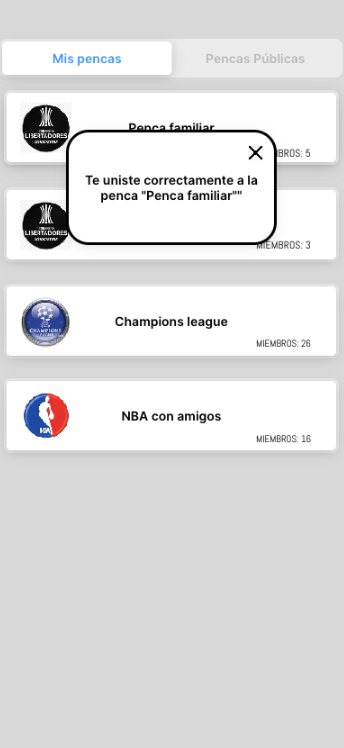 Mis pencas
Pencas Públicas
Penca familiar
MIEMBROS: 5
Te uniste correctamente a la
penca "Penca familiar""
MIEMBROS: 3
Champions league
MIEMBROS: 26
NBA con amigos
MIEMBROS: 16
LIBERTADORES
LIBERTADORES
CHAMPIONS
NBA